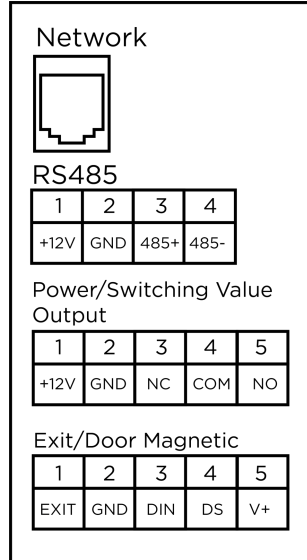 Network
RS485
1 2 3 4
+12V GND 485+ 485-
Power/Switching Value
Output
1 2 3 4 5
+12V GND NC COM NO
Exit/Door Magnetic
1 2 3 4 5
EXIT GND DIN DS V+